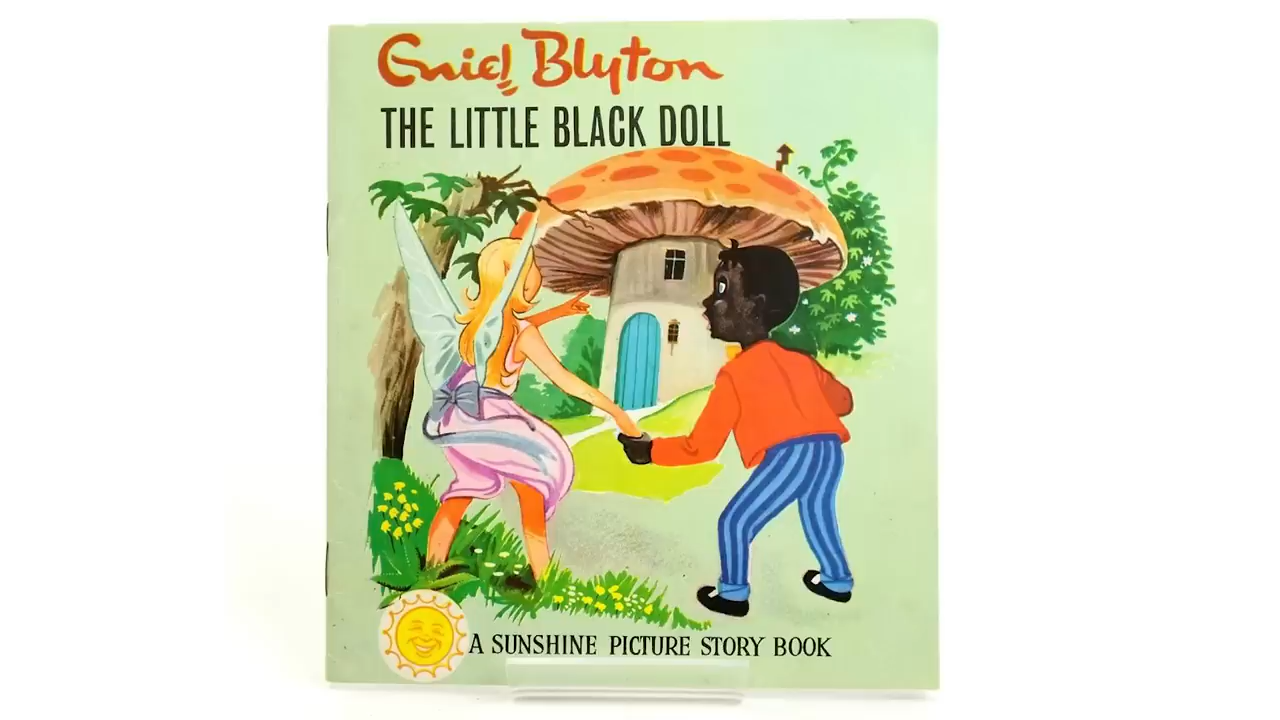 Enid Blyton
THE LITTLE BLACK DOLL
A SUNSHINE PICTURE STORY BOOK